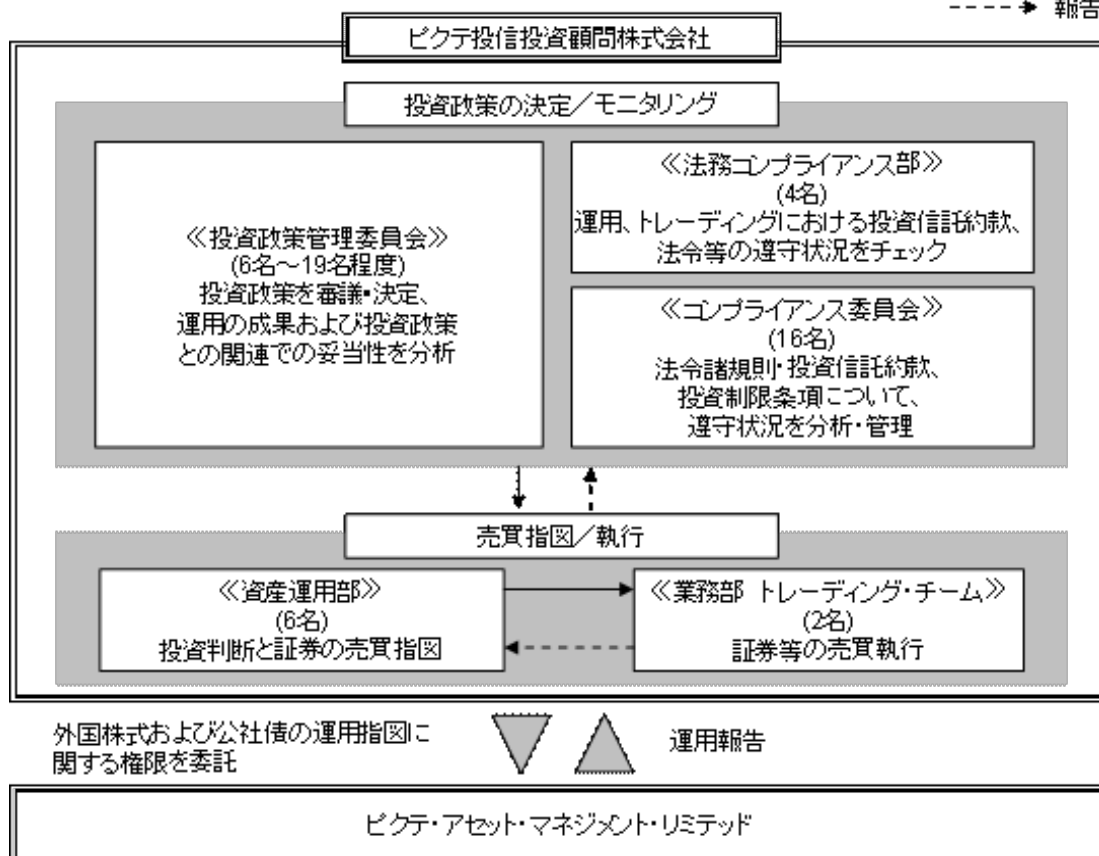 報告
ピクテ投信投資顧問株式会社
投資政策の決定／モニタリング
≪投資政策管理委員会≫
(6名～19名程度)
投資政策を審議・決定、
運用の成果および投資政策
との関連での妥当性を分析
≪法務コンプライアンス部≫
(4名)
運用、トレーディングにおける投資信託約款、
法令等の遵守状況をチェック
≪コンプライアンス委員会≫
(16名)
法令諸規則・投資信託約款、
投資制限条項について、
遵守状況を分析・管理
売買指図／執行
≪資産運用部≫
(6名)
投資判断と証券の売買指図
≪業務部 トレーディング・チーム≫
(2名)
証券等の売買執行
外国株式および公社債の運用指図に
関する権限を委託
運用報告
ピクテ・アセット・マネジメント・リミテッド